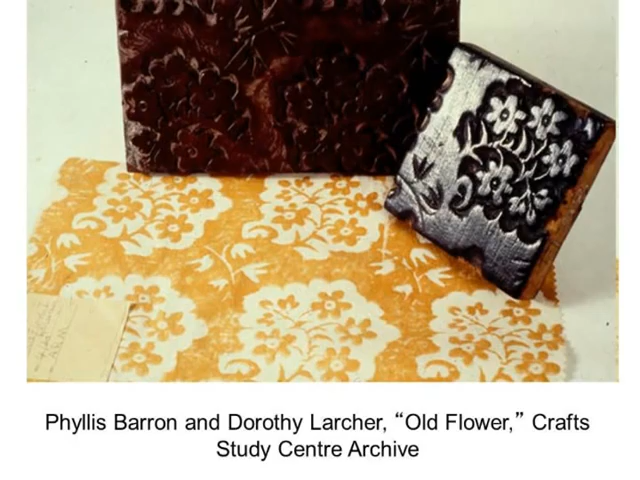 Phyllis Barron and Dorothy Larcher, “Old Flower,” Crafts
Study Centre Archive